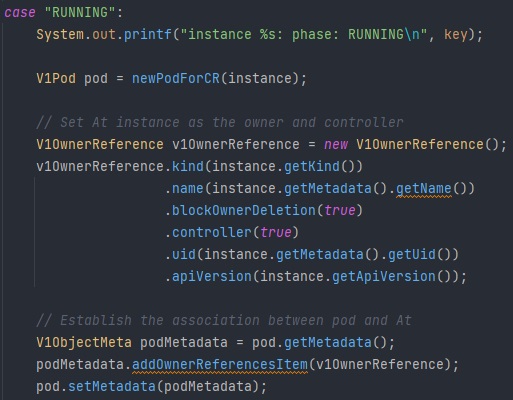 case "RUNNING":
System.out.printf("instance %s: phase: RUNNING\n", key);
V1Pod pod = newPodForCR(instance);
// Set At instance as the owner and controller
V1OwnerReference v1OwnerReference = new V1OwnerReference();
v1OwnerReference.kind(instance.getKind())
.name(instance.getMetadata().getName())
.blockOwnerDeletion(true)
.controller(true)
.uid(instance.getMetadata().getUid())
.apiVersion(instance.getApiVersion());
// Establish the association between pod and At
V1ObjectMeta podMetadata = pod.getMetadata();
podMetadata.addOwnerReferencesItem(v1OwnerReference);
pod.setMetadata(podMetadata);